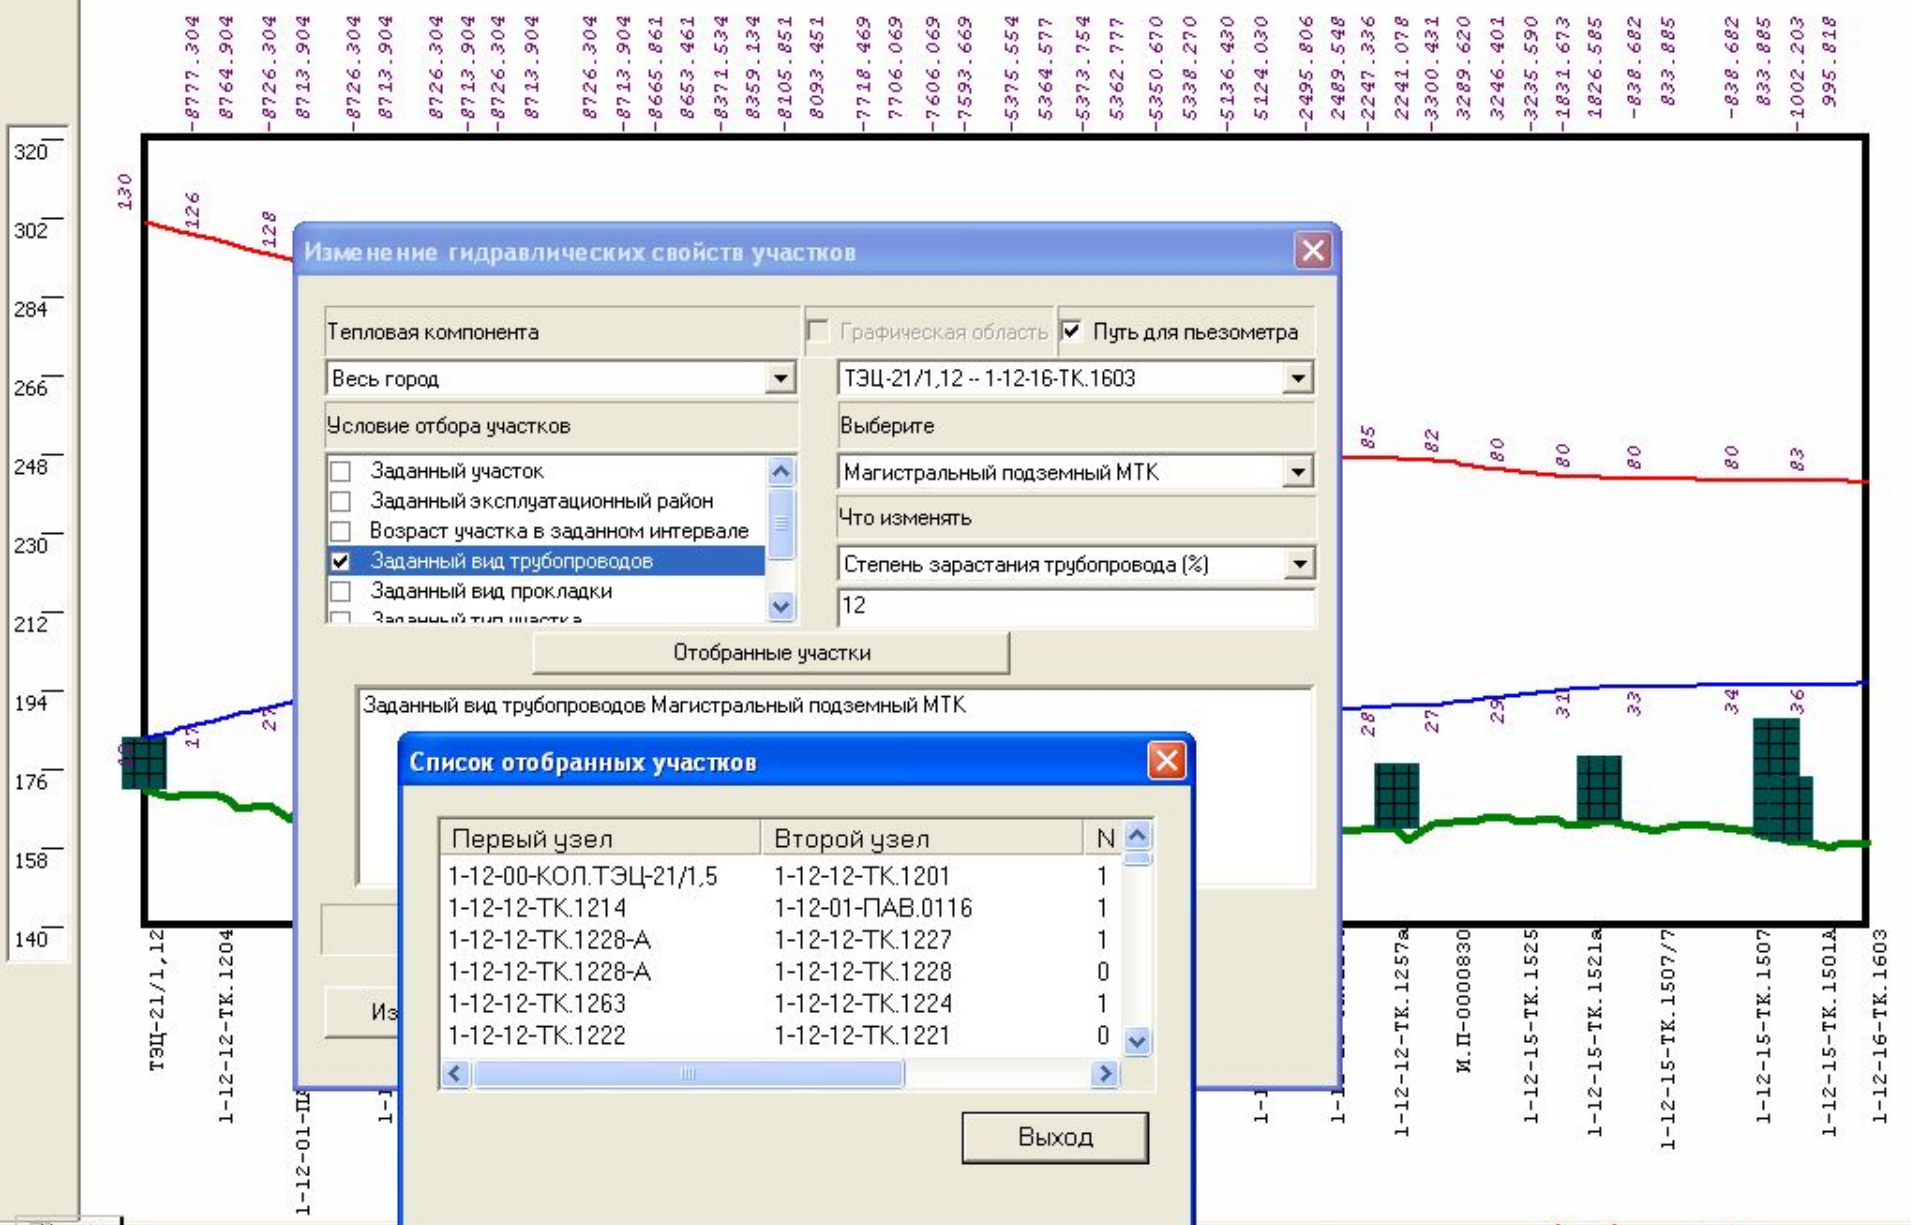 -8777.304
8764.904
-8726.304
8713.904
-8726.304
8713.904
8726.304
-8713.904
-8726.304
8713.904
8726.304
-8713.904
-8665.861
8653.461
-8371.534
8359.134
-8105.851
8093.451
-7718.469
7706.069
-7606.069
-7593.669
-5375.554
5364.577
-5373.754
5362.777
-5350.670
5338.270
-5136.430
5124.030
-2495.806
2489.548
-2247.336
2241.078
-3300.431
3289.620
3246.401
-3235.590
-1831.673
1826.585
-838.682
833.885
-838.682
833.885
-1002.203
995.818
320
302
284
266
248
230
212
194
176
158
140
130
126
128
Изменение гидравлических свойств участков
Тепловая компонента
Графическая область
Путь для пьезометра
Весь город
ТЭЦ-21/1,12 -- 1-12-16-ТК.1603
Условие отбора участков
Выберите
Заданный участок
Заданный эксплуатационный район
Возраст участка в заданном интервале
Заданный вид трубопроводов
Заданный вид прокладки
Заданный тип участка
Магистральный подземный МТК
Что изменять
Степень зарастания трубопровода (%)
12
Отобранные участки
Заданный вид трубопроводов Магистральный подземный МТК
85
82
80
80
80
80
83
17
27
28
27
29
31
33
34
36
Список отобранных участков
Первый узел Второй узел N
1-12-00-КОЛ.ТЭЦ-21/1,5 1-12-12-ТК.1201 1
1-12-12-ТК.1214 1-12-01-ПАВ.0116 1
1-12-12-ТК.1228-А 1-12-12-ТК.1227 1
1-12-12-ТК.1228-А 1-12-12-ТК.1228 0
1-12-12-ТК.1263 1-12-12-ТК.1224 1
1-12-12-ТК.1222 1-12-12-ТК.1221 0
Из
Выход
ТЭЦ-21/1,12
1-12-12-ТК.1204
1-12-01-ПА
1-1
1-1
1-12-12-ТК.1257а
И.П-0000830
1-12-15-ТК.1525
1-12-15-ТК.1521а
1-12-15-ТК.1507/7
1-12-15-ТК.1507
1-12-15-ТК.1501А
1-12-16-ТК.1603